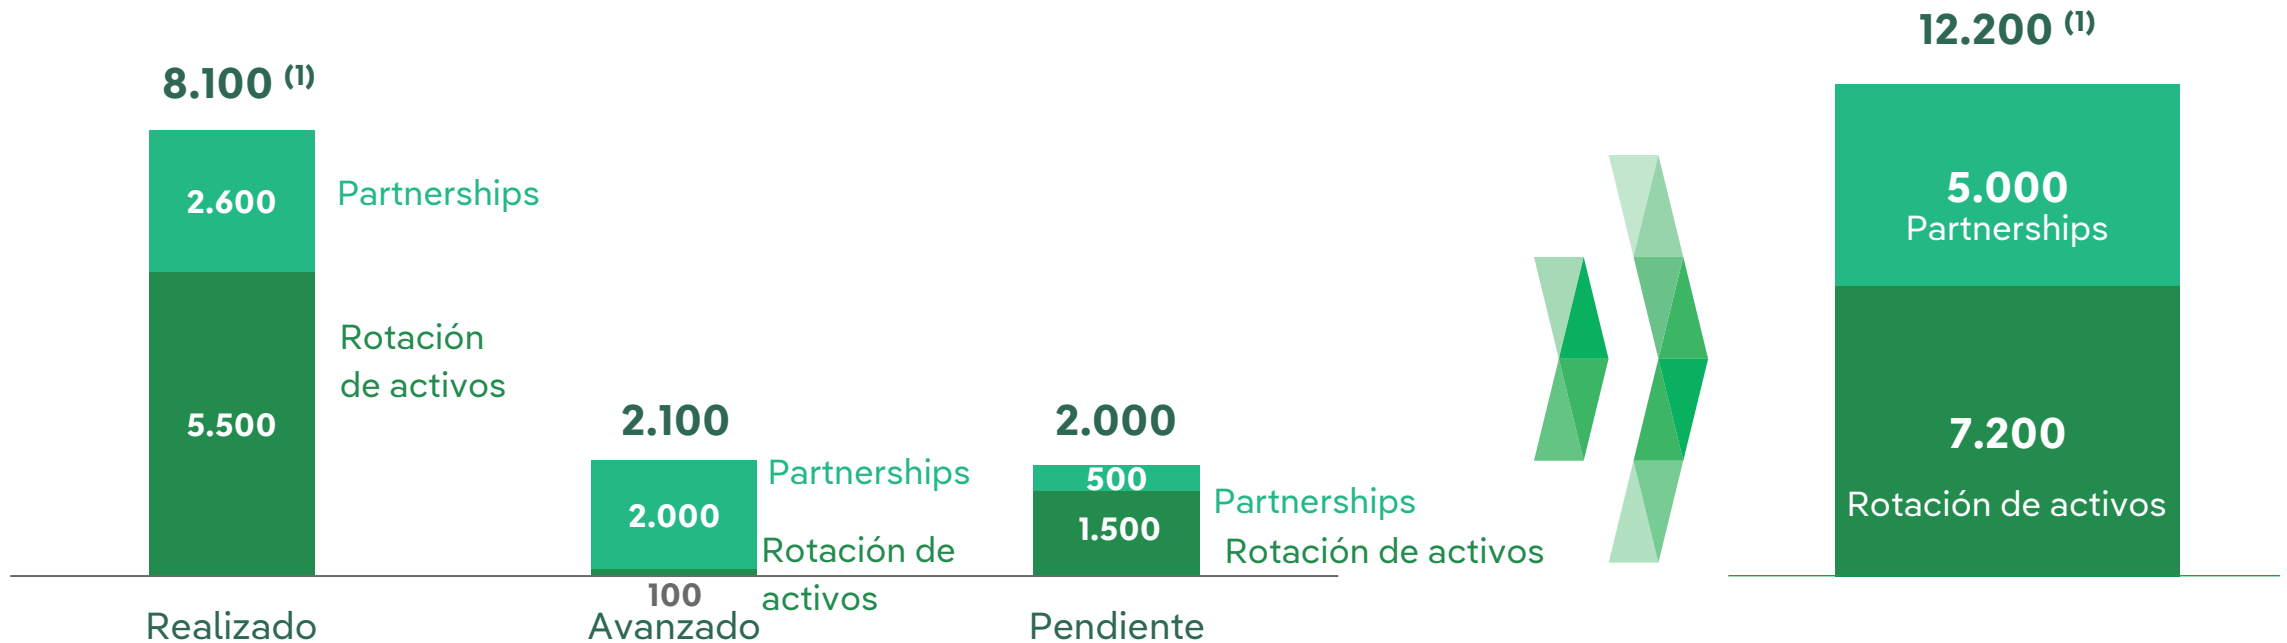 8.100 (1)
2.600
Partnerships
5.500
Rotación
de activos
Realizado
2.100
2.000
Partnerships
Rotación de
activos
100
Avanzado
2.000
500
1.500
Partnerships
Rotación de activos
Pendiente
12.200 (1)
5.000
Partnerships
7.200
Rotación de activos